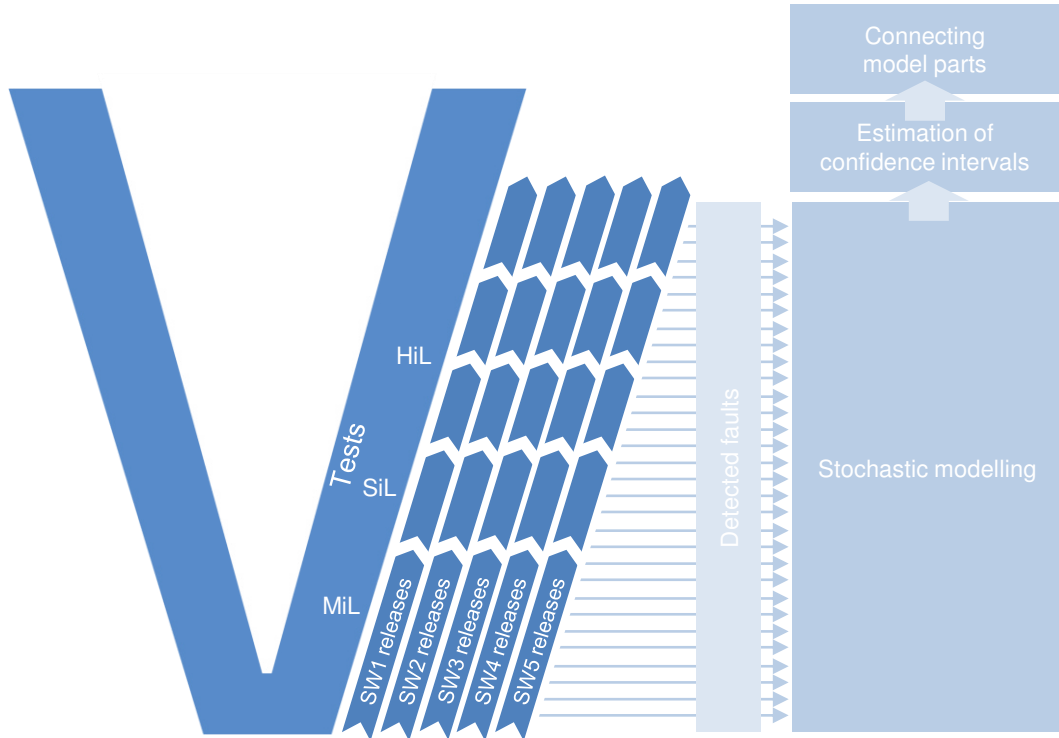 Connecting
model parts
Estimation of
confidence intervals
HiL
Tests
SiL
MiL
SW1 releases
SW2 releases
SW3 releases
SW4 releases
SW5 releases
Detected faults
Stochastic modelling